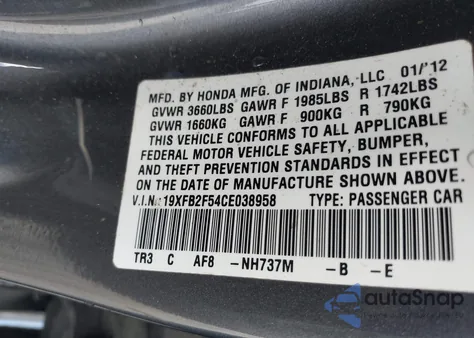 MFD. BY HONDA MFG. OF INDIANA, LLC 01/'12
GVWR 3660LBS GAWR F 1985LBS R 1742LBS
GVWR 1660KG GAWR F 900KG R 790KG
THIS VEHICLE CONFORMS TO ALL APPLICABLE
FEDERAL MOTOR VEHICLE SAFETY, BUMPER,
AND THEFT PREVENTION STANDARDS IN EFFECT
ON THE DATE OF MANUFACTURE SHOWN ABOVE.
V.I.N.: 19XFB2F54CE038958 TYPE: PASSENGER CAR
TR3 C AF8 -NH737M -B -E
autoSnap